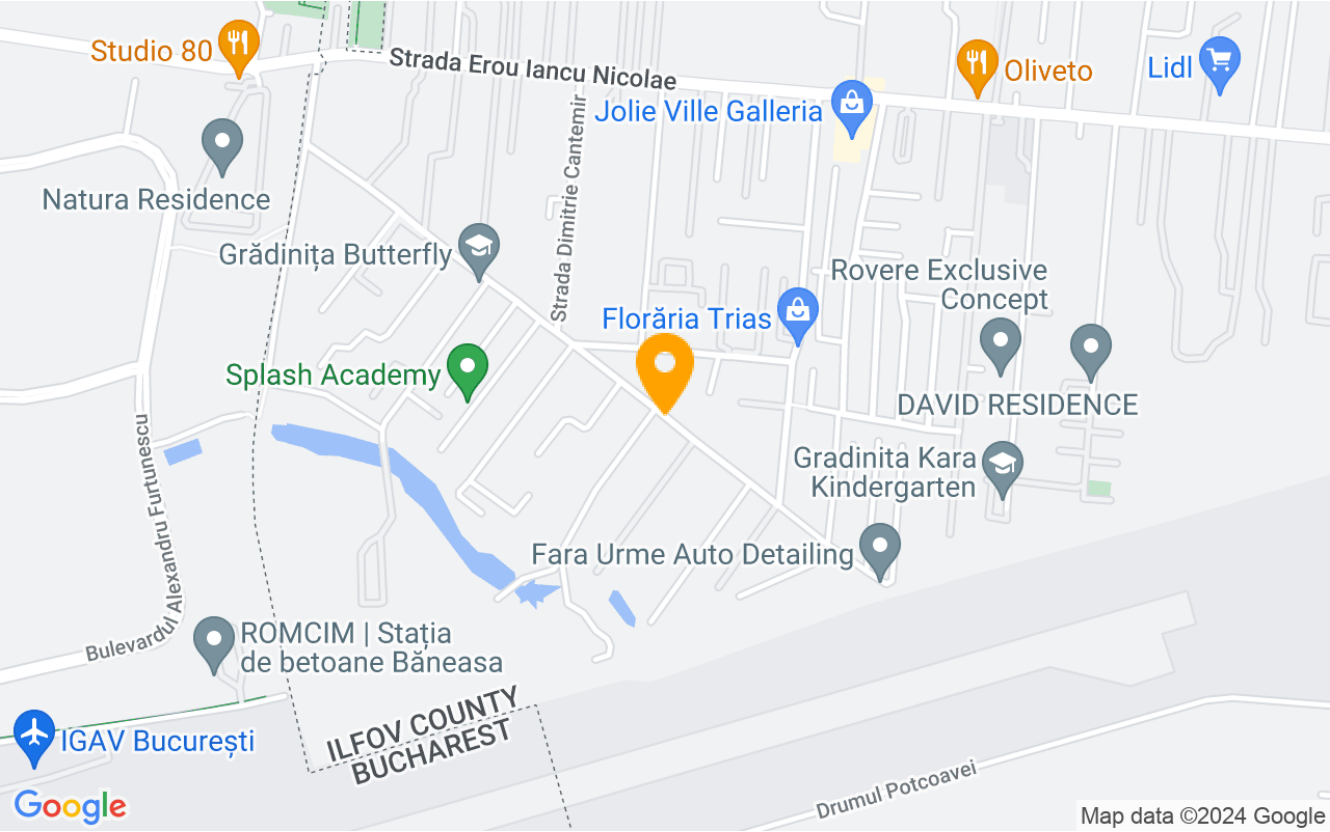 Studio 80
Strada Erou Iancu Nicolae
Oliveto
Lidl
Jolie Ville Galleria
Strada Dimitrie Cantemir
Natura Residence
Grădinița Butterfly
Rovere Exclusive
Concept
Florăria Trias
Splash Academy
DAVID RESIDENCE
Bulevardul Alexandru Furtunescu
Gradinita Kara
Kindergarten
Fara Urme Auto Detailing
ROMCIM | Stația
de betoane Băneasa
ILFOV COUNTY
BUCHAREST
IGAV București
Drumul Potcoavei
Google
Map data ©2024 Google